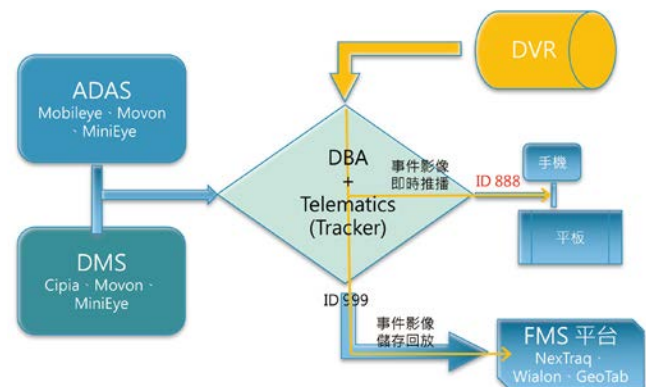 DVR
ADAS
Mobileye · Movon
· MiniEye
DBA
+
Telematics
(Tracker)
事件影像
即時推播
ID 888
手機
平板
DMS
Cipia · Movon ·
MiniEye
ID 999
事件影像
儲存回放
FMS 平台
NexTraq ·
Wialon · GeoTab